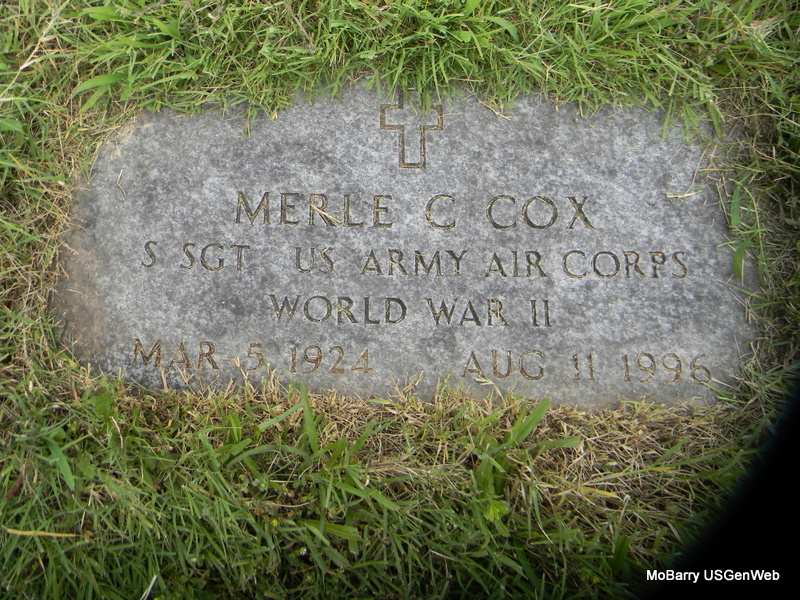 MERLE C COX
S SGT US ARMY AIR CORPS
WORLD WAR II
MAR 5 1924 AUG 11 1996
MoBarry USGenWeb